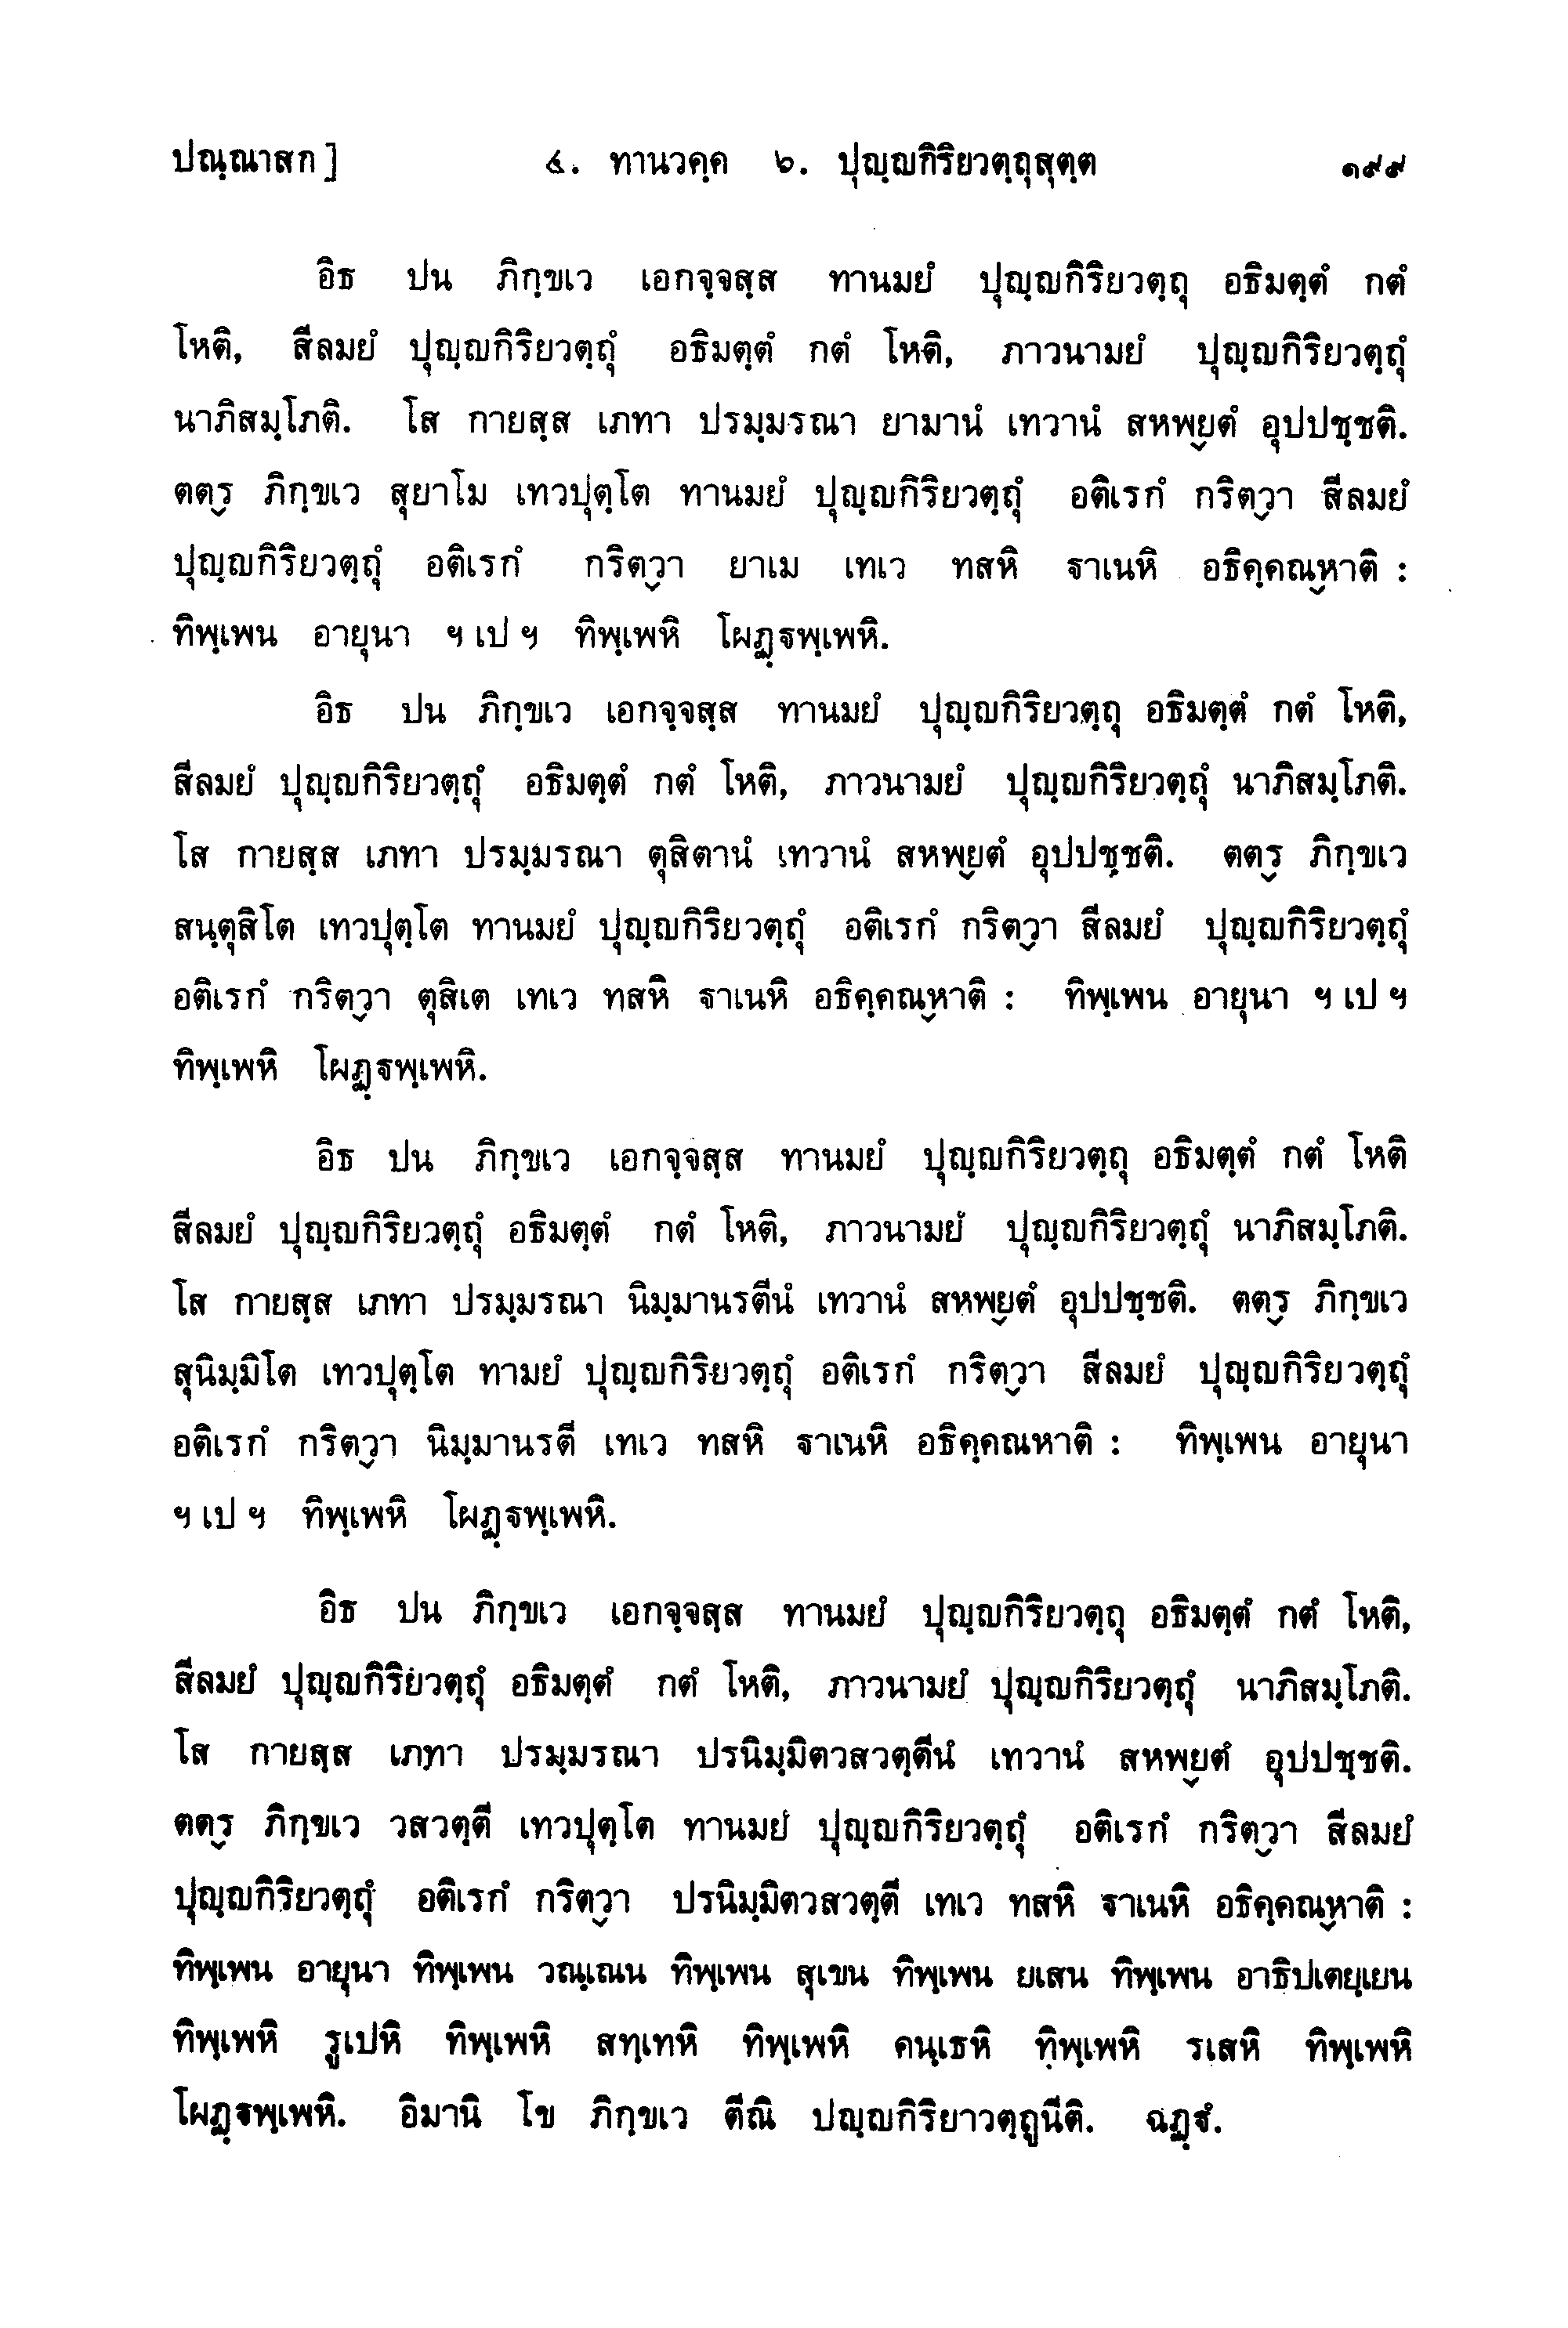 ปณฺณาสก]	๔. ทานวคฺค ๖. ปุญฺญกิริยวตฺถุสุตฺต	๑๙๙
อิธ ปน ภิกฺขเว เอกจฺจสฺส ทานมยํ ปุญฺญกิริยวตฺถุ อธิมตฺตํ กตํ
โหติ, สีลมยํ ปุญฺญกิริยวตฺถุํ อธิมตฺตํ กตํ โหติ, ภาวนามยํ ปุญฺญกิริยวตฺถุํ
นาภิสมฺโภติ. โส กายสฺส เภทา ปรมฺมรณา ยามานํ เทวานํ สหพฺยตํ อุปปชฺชติ.
ตตฺร ภิกฺขเว สุยาโม เทวปุตฺโต ทานมยํ ปุญฺญกิริยวตฺถุํ อติเรกํ กริตฺวา สีลมยํ
ปุญฺญกิริยวตฺถุํ อติเรกํ กริตฺวา ยาเม เทเว ทสหิ ฐาเนหิ อธิคฺคณฺหาติ :
ทิพฺเพน อายุนา ฯ เป ฯ ทิพฺเพหิ โผฏฺฐพฺเพหิ.
อิธ ปน ภิกฺขเว เอกจฺจสฺส ทานมยํ ปุญฺญกิริยวตฺถุ อธิมตฺตํ กตํ โหติ,
สีลมยํ ปุญฺญกิริยวตฺถุํ อธิมตฺตํ กตํ โหติ, ภาวนามยํ ปุญฺญกิริยวตฺถุํ นาภิสมฺโภติ.
โส กายสฺส เภทา ปรมฺมรณา ตุสิตานํ เทวานํ สหพฺยตํ อุปปชฺชติ. ตตฺร ภิกฺขเว
สนฺตุสิโต เทวปุตฺโต ทานมยํ ปุญฺญกิริยวตฺถุํ อติเรกํ กริตฺวา สีลมยํ ปุญฺญกิริยวตฺถุํ
อติเรกํ กริตฺวา ตุสิเต เทเว ทสหิ ฐาเนหิ อธิคฺคณฺหาติ : ทิพฺเพน อายุนา ฯ เป ฯ
ทิพฺเพหิ โผฏฺฐพฺเพหิ.
อิธ ปน ภิกฺขเว เอกจฺจสฺส ทานมยํ ปุญฺญกิริยวตฺถุ อธิมตฺตํ กตํ โหติ
สีลมยํ ปุญฺญกิริยวตฺถุํ อธิมตฺตํ กตํ โหติ, ภาวนามยํ ปุญฺญกิริยวตฺถุํ นาภิสมฺโภติ.
โส กายสฺส เภทา ปรมฺมรณา นิมฺมานรตีนํ เทวานํ สหพฺยตํ อุปปชฺชติ. ตตฺร ภิกฺขเว
สุนิมฺมิโต เทวปุตฺโต ทามยํ ปุญฺญกิริยวตฺถุํ อติเรกํ กริตฺวา สีลมยํ ปุญฺญกิริยวตฺถุํ
อติเรกํ กริตฺวา นิมฺมานรตี เทเว ทสหิ ฐาเนหิ อธิคฺคณหาติ : ทิพฺเพน อายุนา
ฯ เป ฯ ทิพฺเพหิ โผฏฺฐพฺเพหิ.
อิธ ปน ภิกฺขเว เอกจฺจสฺส ทานมยํ ปุญฺญกิริยวตฺถุ อธิมตฺตํ กตํ โหติ,
สีลมยํ ปุญฺญกิริยวตฺถุํ อธิมตฺตํ กตํ โหติ, ภาวนามยํ ปุญฺญกิริยวตฺถุํ นาภิสมฺโภติ.
โส กายสฺส เภทา ปรมฺมรณา ปรนิมฺมิตวสวตฺตีนํ เทวานํ สหพฺยตํ อุปปชฺชติ.
ตตฺร ภิกฺขเว วสวตฺตี เทวปุตฺโต ทานมยํ ปุญฺญกิริยวตฺถุํ อติเรกํ กริตฺวา สีลมยํ
ปุญฺญกิริยวตฺถุํ อติเรกํ กริตฺวา ปรนิมฺมิตวสวตฺตี เทเว ทสหิ ฐาเนหิ อธิคฺคณฺหาติ :
ทิพฺเพน อายุนา ทิพฺเพน วณฺเณน ทิพฺเพน สุเขน ทิพฺเพน ยเสน ทิพฺเพน อาธิปเตยฺเยน
ทิพฺเพหิ รูเปหิ ทิพฺเพหิ สทฺเทหิ ทิพฺเพหิ คนฺเธหิ ทิพฺเพหิ รเสหิ ทิพฺเพหิ
โผฏฺฐพฺเพหิ. อิมานิ โข ภิกฺขเว ตีณิ ปญฺญกิริยาวตฺถูนีติ. ฉฏฺฐํ.